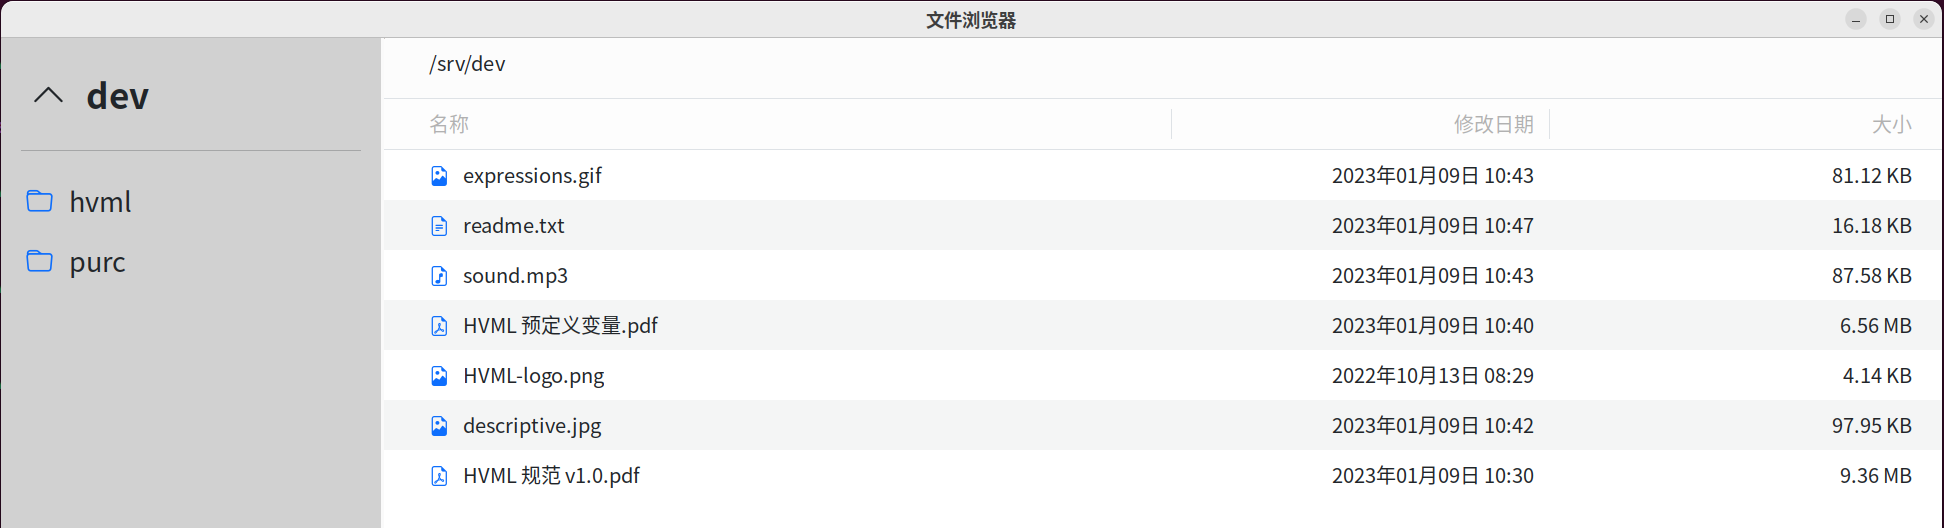 文件浏览器
dev
hvml
purc
/srv/dev
名称 修改日期 大小
expressions.gif 2023年01月09日 10:43 81.12 KB
readme.txt 2023年01月09日 10:47 16.18 KB
sound.mp3 2023年01月09日 10:43 87.58 KB
HVML 预定义变量.pdf 2023年01月09日 10:40 6.56 MB
HVML-logo.png 2022年10月13日 08:29 4.14 KB
descriptive.jpg 2023年01月09日 10:42 97.95 KB
HVML 规范 v1.0.pdf 2023年01月09日 10:30 9.36 MB